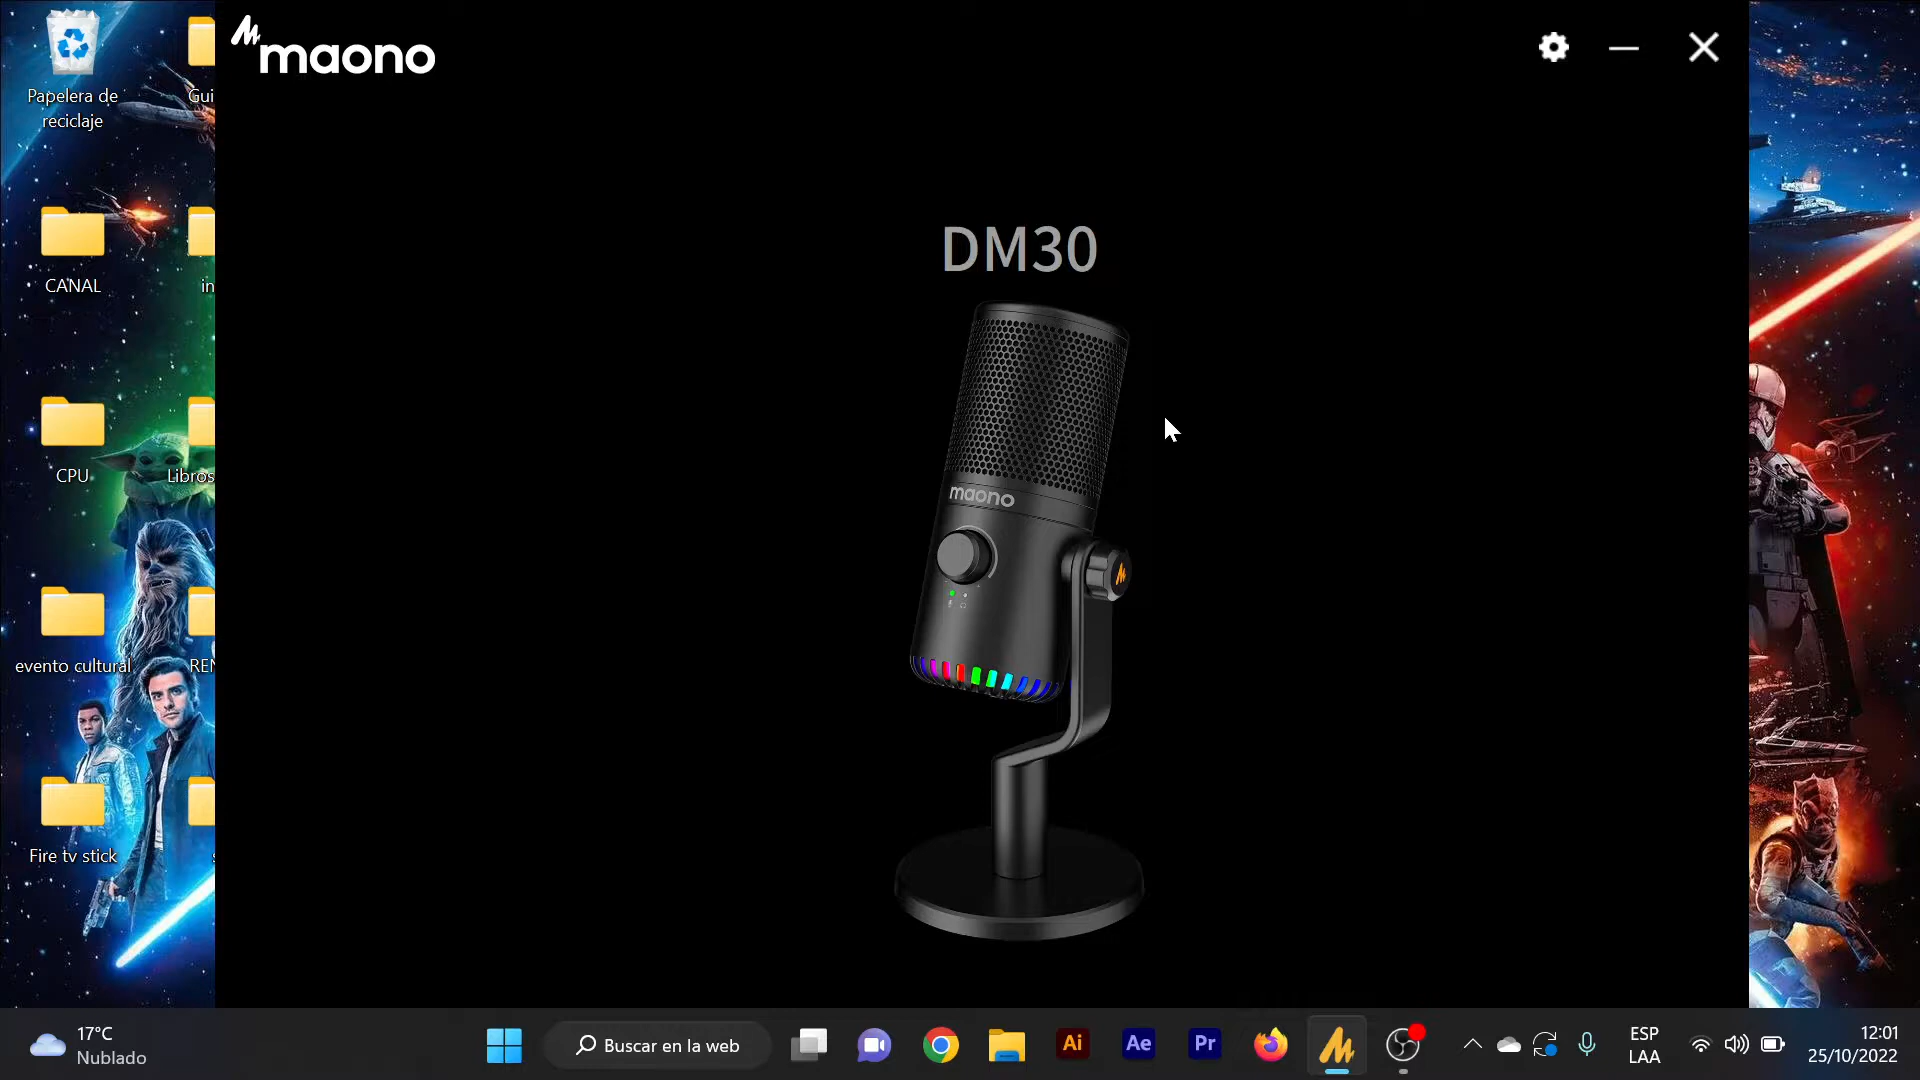 maono
DM30
maono
Papelera de
reciclaje
Gui
CANAL
in
CPU
Libros
evento cultural
REN
Fire tv stick
17°C
Nublado
Buscar en la web
Ai
Ae
Pr
ESP
LAA
12:01
25/10/2022